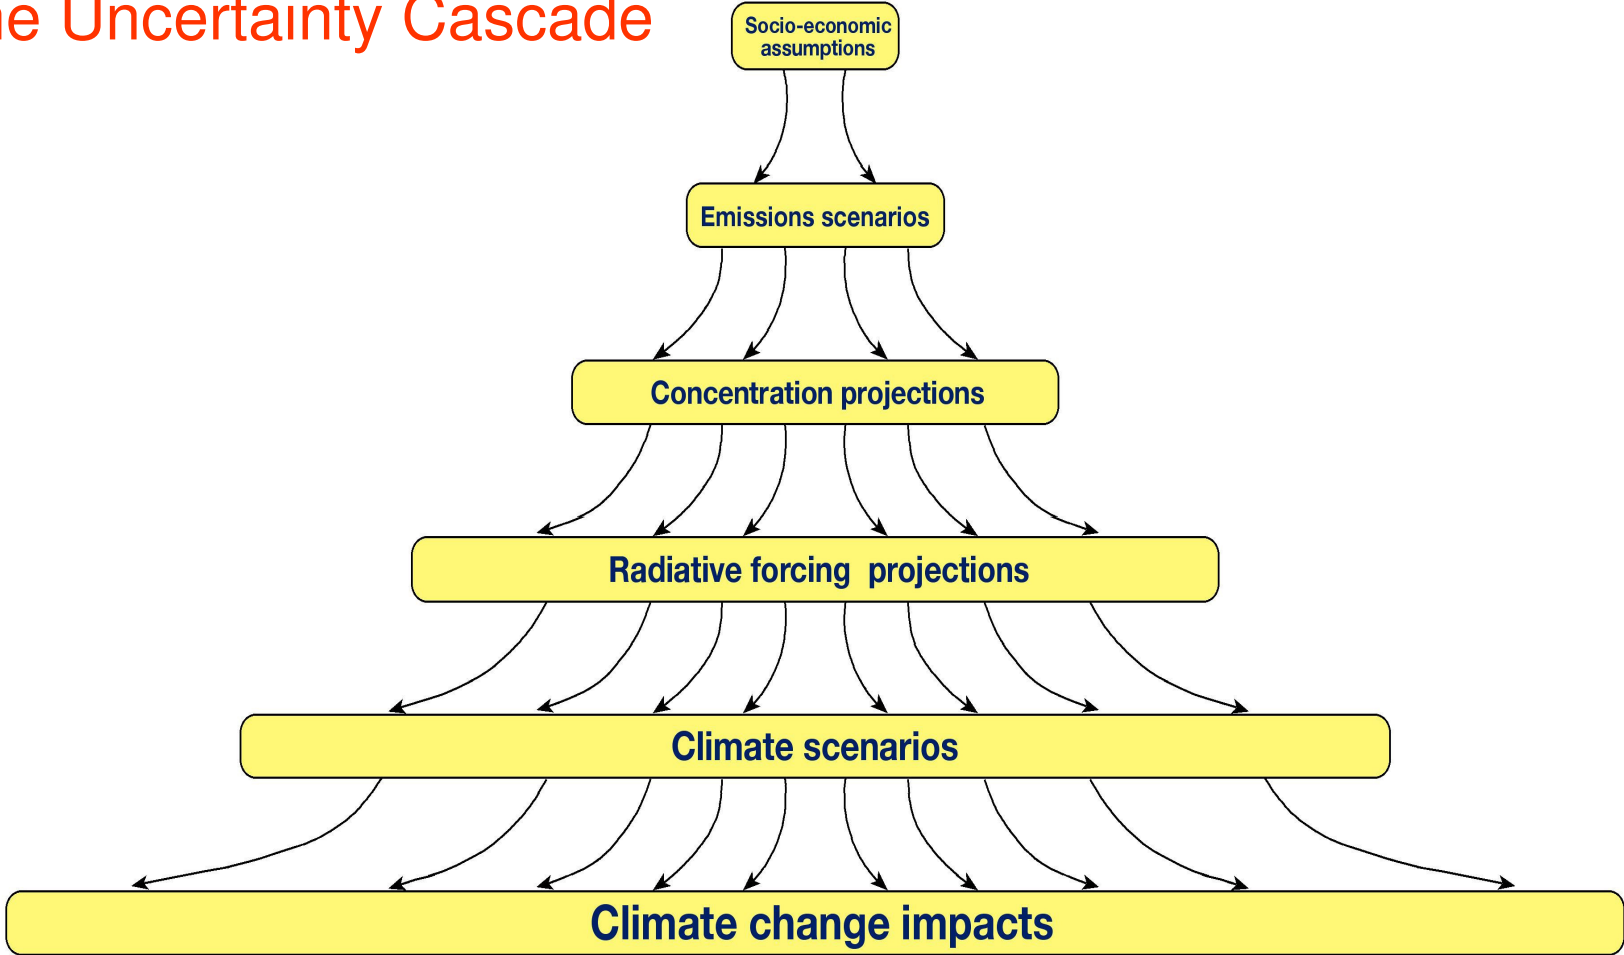 e Uncertainty Cascade
Socio-economic
assumptions
Emissions scenarios
Concentration projections
Radiative forcing  projections
Climate scenarios
Climate change impacts